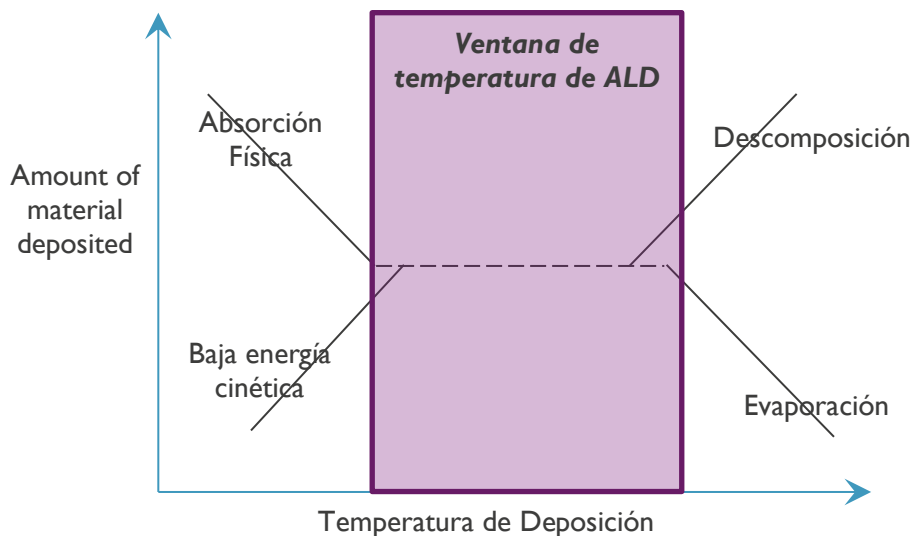 Ventana de
temperatura de ALD
Absorción
Física
Descomposición
Amount of
material
deposited
Baja energía
cinética
Evaporación
Temperatura de Deposición